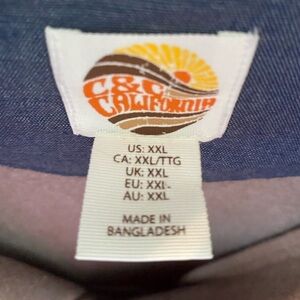 C&C
CALIFORNIA
US: XXL
CA: XXL/TTG
UK: XXL
EU: XXL
AU: XXL
MADE IN
BANGLADESH